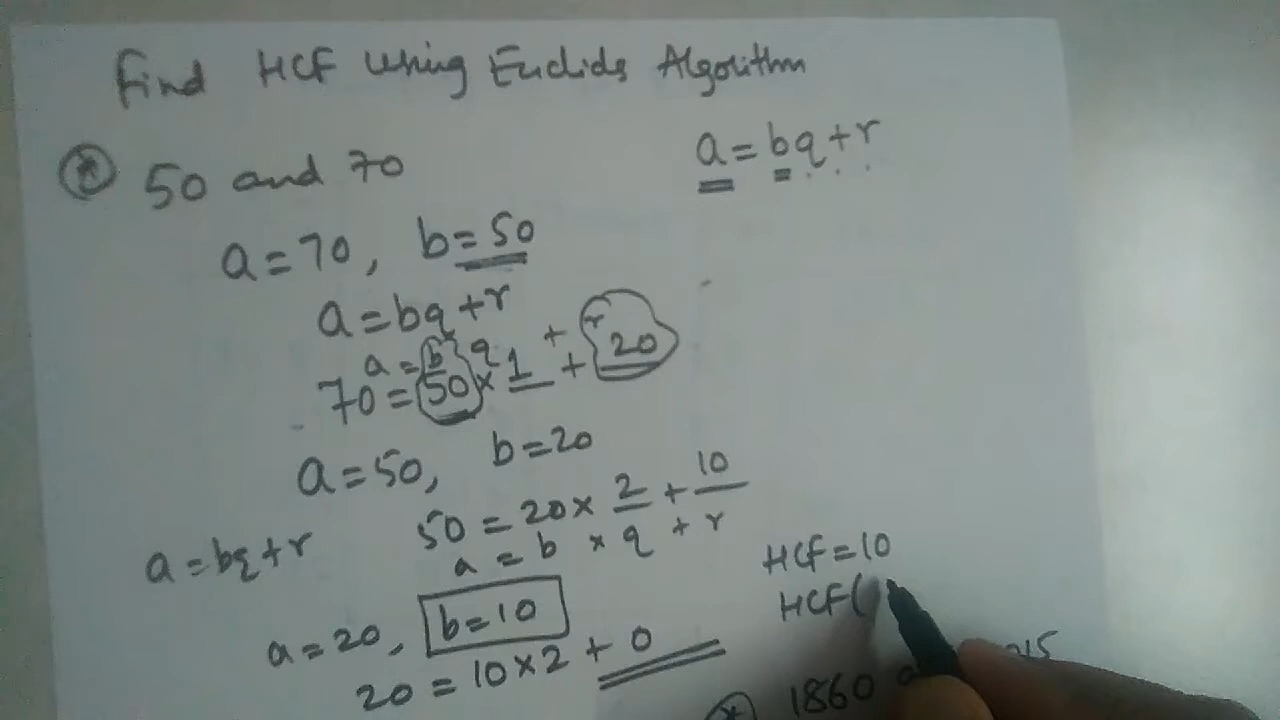 Find HCF Using Euclids Algorithm
* 50 and 70
a = bq + r
a = 70, b = 50
a = bq + r
a = b q + r
70 = 50 × 1 + 20
a = 50, b = 20
50 = 20 × 2 + 10
a = bq + r
a = b × q + r
HCF = 10
HCF(
a = 20, b = 10
20 = 10 × 2 + 0
* 1860